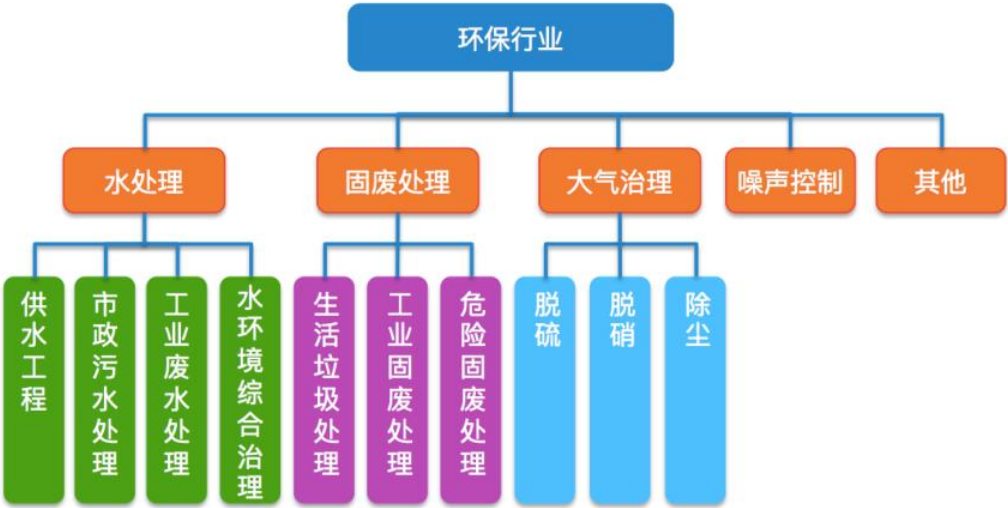 环保行业
水处理
固废处理
大气治理
噪声控制
其他
供水工程
市政污水处理
工业废水处理
水环境综合治理
生活垃圾处理
工业固废处理
危险固废处理
脱硫
脱硝
除尘